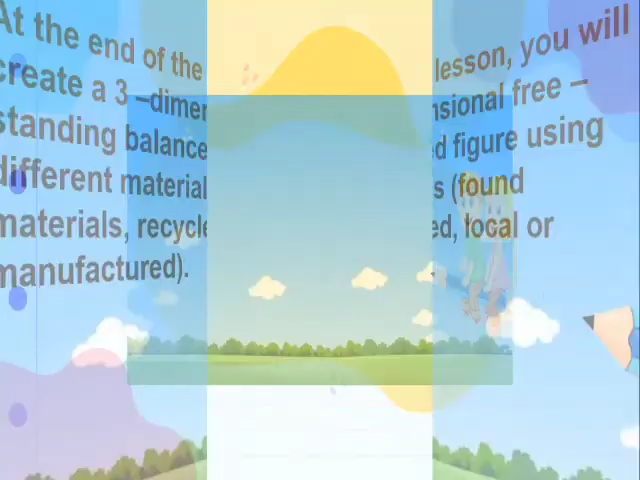 At the end of the lesson, you will
create a 3 –dimensional free –
standing balanced figure using
different materials (found
materials, recycled, local or
manufactured).